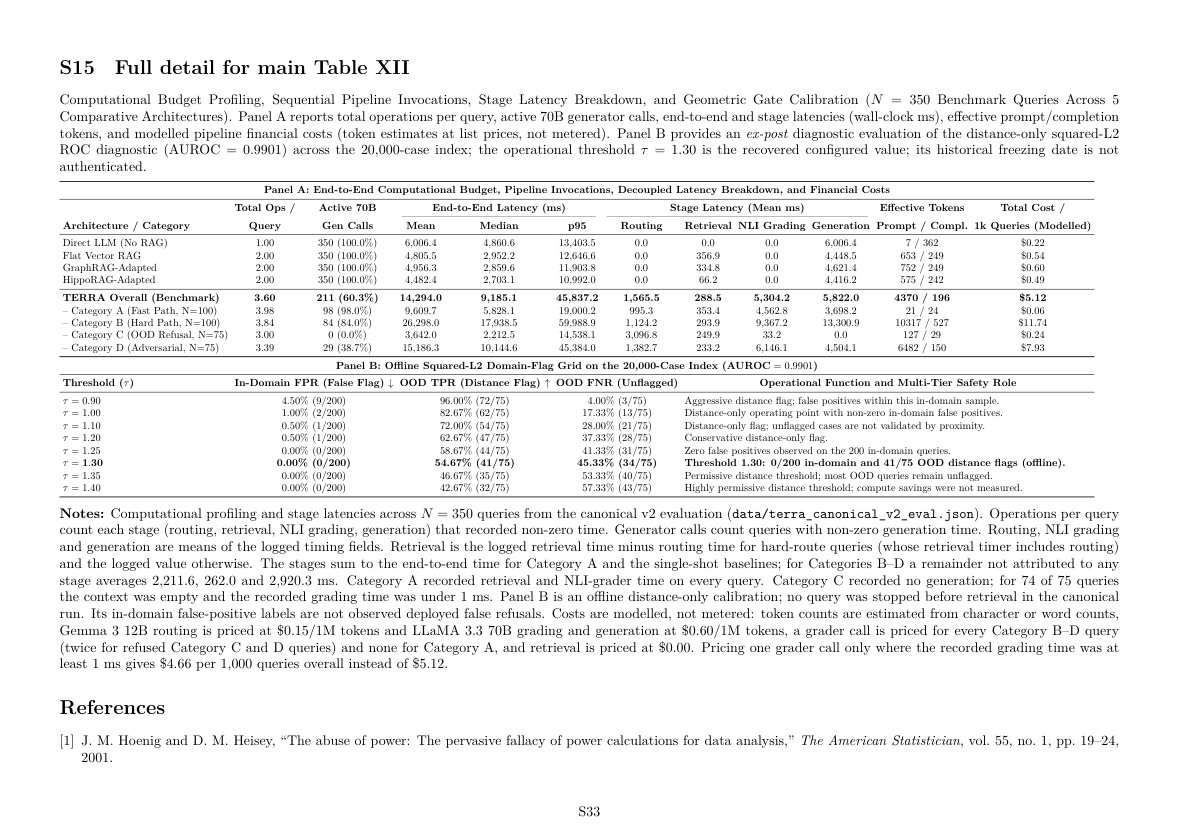 S15 Full detail for main Table XII
Computational Budget Profiling, Sequential Pipeline Invocations, Stage Latency Breakdown, and Geometric Gate Calibration (N = 350 Benchmark Queries Across 5
Comparative Architectures). Panel A reports total operations per query, active 70B generator calls, end-to-end and stage latencies (wall-clock ms), effective prompt/completion
tokens, and modelled pipeline financial costs (token estimates at list prices, not metered). Panel B provides an ex-post diagnostic evaluation of the distance-only squared-L2
ROC diagnostic (AUROC = 0.9901) across the 20,000-case index; the operational threshold τ = 1.30 is the recovered configured value; its historical freezing date is not
authenticated.
Panel A: End-to-End Computational Budget, Pipeline Invocations, Decoupled Latency Breakdown, and Financial Costs
Total Ops / Active 70B End-to-End Latency (ms) Stage Latency (Mean ms) Effective Tokens Total Cost /
Architecture / Category Query Gen Calls Mean Median p95 Routing Retrieval NLI Grading Generation Prompt / Compl. 1k Queries (Modelled)
Direct LLM (No RAG) 1.00 350 (100.0%) 6,006.4 4,860.6 13,403.5 0.0 0.0 0.0 6,006.4 7 / 362 $0.22
Flat Vector RAG 2.00 350 (100.0%) 4,805.5 2,952.2 12,646.6 0.0 356.9 0.0 4,448.5 653 / 249 $0.54
GraphRAG-Adapted 2.00 350 (100.0%) 4,956.3 2,859.6 11,903.8 0.0 334.8 0.0 4,621.4 752 / 249 $0.60
HippoRAG-Adapted 2.00 350 (100.0%) 4,482.4 2,703.1 10,992.0 0.0 66.2 0.0 4,416.2 575 / 242 $0.49
TERRA Overall (Benchmark) 3.60 211 (60.3%) 14,294.0 9,185.1 45,837.2 1,565.5 288.5 5,304.2 5,822.0 4370 / 196 $5.12
– Category A (Fast Path, N=100) 3.98 98 (98.0%) 9,609.7 5,828.1 19,000.2 995.3 353.4 4,562.8 3,698.2 21 / 24 $0.06
– Category B (Hard Path, N=100) 3.84 84 (84.0%) 26,298.0 17,938.5 59,988.9 1,124.2 293.9 9,367.2 13,300.9 10317 / 527 $11.74
– Category C (OOD Refusal, N=75) 3.00 0 (0.0%) 3,642.0 2,212.5 14,538.1 3,096.8 249.9 33.2 0.0 127 / 29 $0.24
– Category D (Adversarial, N=75) 3.39 29 (38.7%) 15,186.3 10,144.6 45,384.0 1,382.7 233.2 6,146.1 4,504.1 6482 / 150 $7.93
Panel B: Offline Squared-L2 Domain-Flag Grid on the 20,000-Case Index (AUROC = 0.9901)
Threshold (τ) In-Domain FPR (False Flag) ↓ OOD TPR (Distance Flag) ↑ OOD FNR (Unflagged) Operational Function and Multi-Tier Safety Role
τ = 0.90 4.50% (9/200) 96.00% (72/75) 4.00% (3/75) Aggressive distance flag; false positives within this in-domain sample.
τ = 1.00 1.00% (2/200) 82.67% (62/75) 17.33% (13/75) Distance-only operating point with non-zero in-domain false positives.
τ = 1.10 0.50% (1/200) 72.00% (54/75) 28.00% (21/75) Distance-only flag; unflagged cases are not validated by proximity.
τ = 1.20 0.50% (1/200) 62.67% (47/75) 37.33% (28/75) Conservative distance-only flag.
τ = 1.25 0.00% (0/200) 58.67% (44/75) 41.33% (31/75) Zero false positives observed on the 200 in-domain queries.
τ = 1.30 0.00% (0/200) 54.67% (41/75) 45.33% (34/75) Threshold 1.30: 0/200 in-domain and 41/75 OOD distance flags (offline).
τ = 1.35 0.00% (0/200) 46.67% (35/75) 53.33% (40/75) Permissive distance threshold; most OOD queries remain unflagged.
τ = 1.40 0.00% (0/200) 42.67% (32/75) 57.33% (43/75) Highly permissive distance threshold; compute savings were not measured.
Notes: Computational profiling and stage latencies across N = 350 queries from the canonical v2 evaluation (data/terra_canonical_v2_eval.json). Operations per query
count each stage (routing, retrieval, NLI grading, generation) that recorded non-zero time. Generator calls count queries with non-zero generation time. Routing, NLI grading
and generation are means of the logged timing fields. Retrieval is the logged retrieval time minus routing time for hard-route queries (whose retrieval timer includes routing)
and the logged value otherwise. The stages sum to the end-to-end time for Category A and the single-shot baselines; for Categories B–D a remainder not attributed to any
stage averages 2,211.6, 262.0 and 2,920.3 ms. Category A recorded retrieval and NLI-grader time on every query. Category C recorded no generation; for 74 of 75 queries
the context was empty and the recorded grading time was under 1 ms. Panel B is an offline distance-only calibration; no query was stopped before retrieval in the canonical
run. Its in-domain false-positive labels are not observed deployed false refusals. Costs are modelled, not metered: token counts are estimated from character or word counts,
Gemma 3 12B routing is priced at $0.15/1M tokens and LLaMA 3.3 70B grading and generation at $0.60/1M tokens, a grader call is priced for every Category B–D query
(twice for refused Category C and D queries) and none for Category A, and retrieval is priced at $0.00. Pricing one grader call only where the recorded grading time was at
least 1 ms gives $4.66 per 1,000 queries overall instead of $5.12.
References
[1] J. M. Hoenig and D. M. Heisey, “The abuse of power: The pervasive fallacy of power calculations for data analysis,” The American Statistician, vol. 55, no. 1, pp. 19–24,
2001.
S33